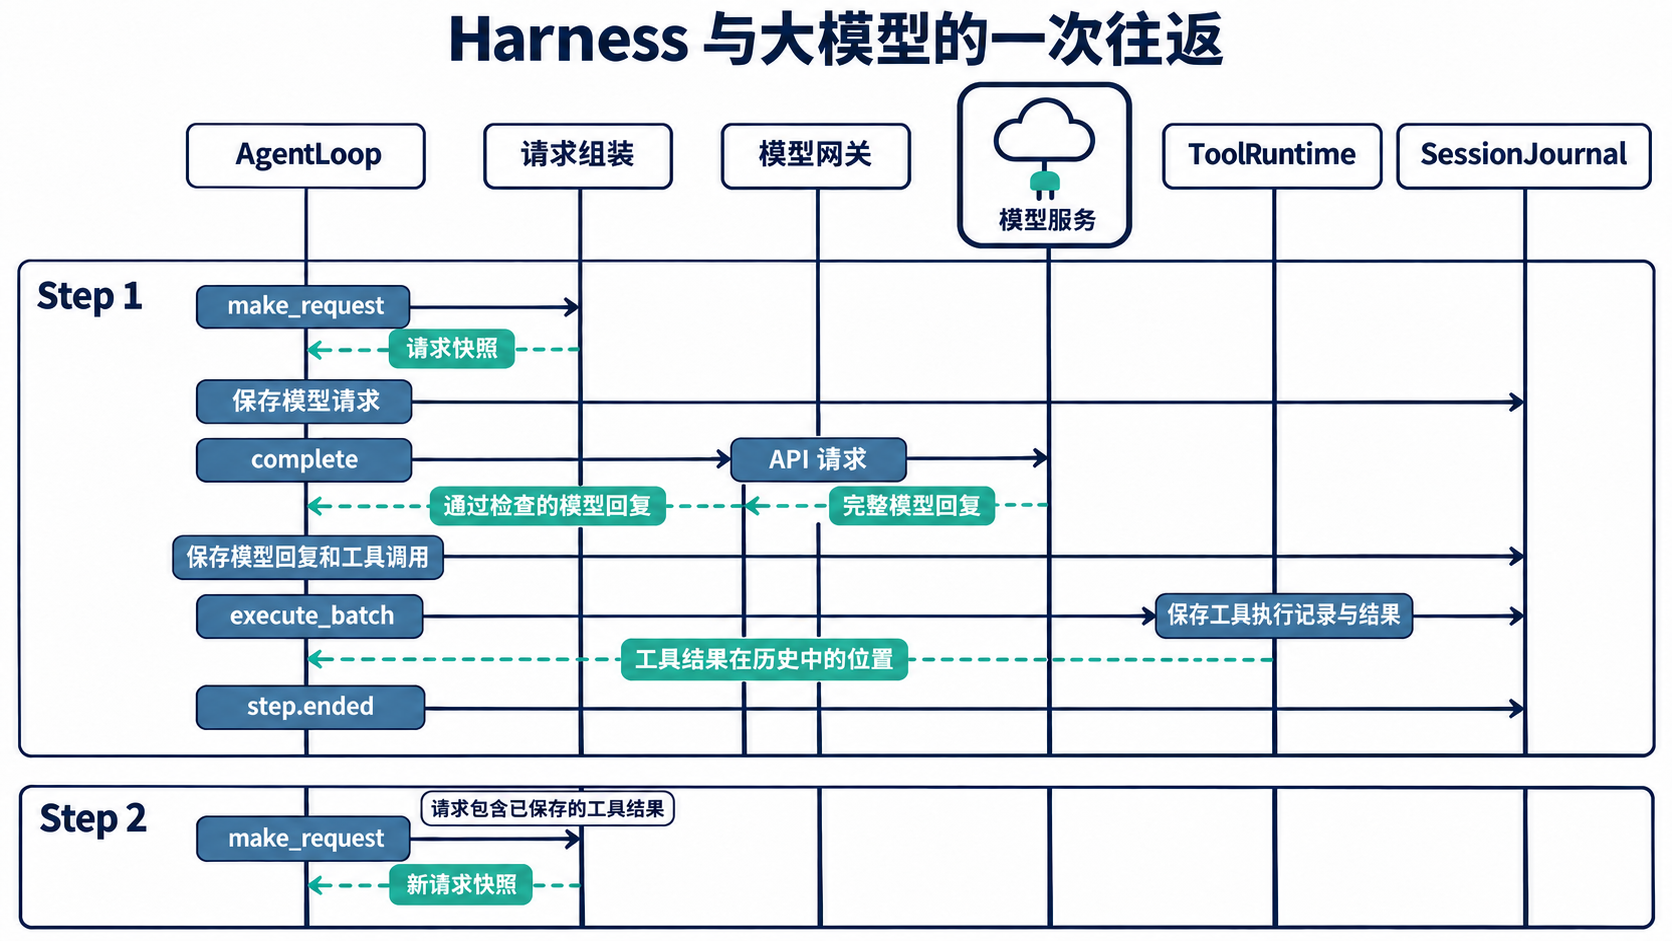 Harness 与大模型的一次往返
AgentLoop
请求组装
模型网关
模型服务
ToolRuntime
SessionJournal
Step 1
make_request
请求快照
保存模型请求
complete
API 请求
通过检查的模型回复
完整模型回复
保存模型回复和工具调用
execute_batch
保存工具执行记录与结果
工具结果在历史中的位置
step.ended
Step 2
请求包含已保存的工具结果
make_request
新请求快照